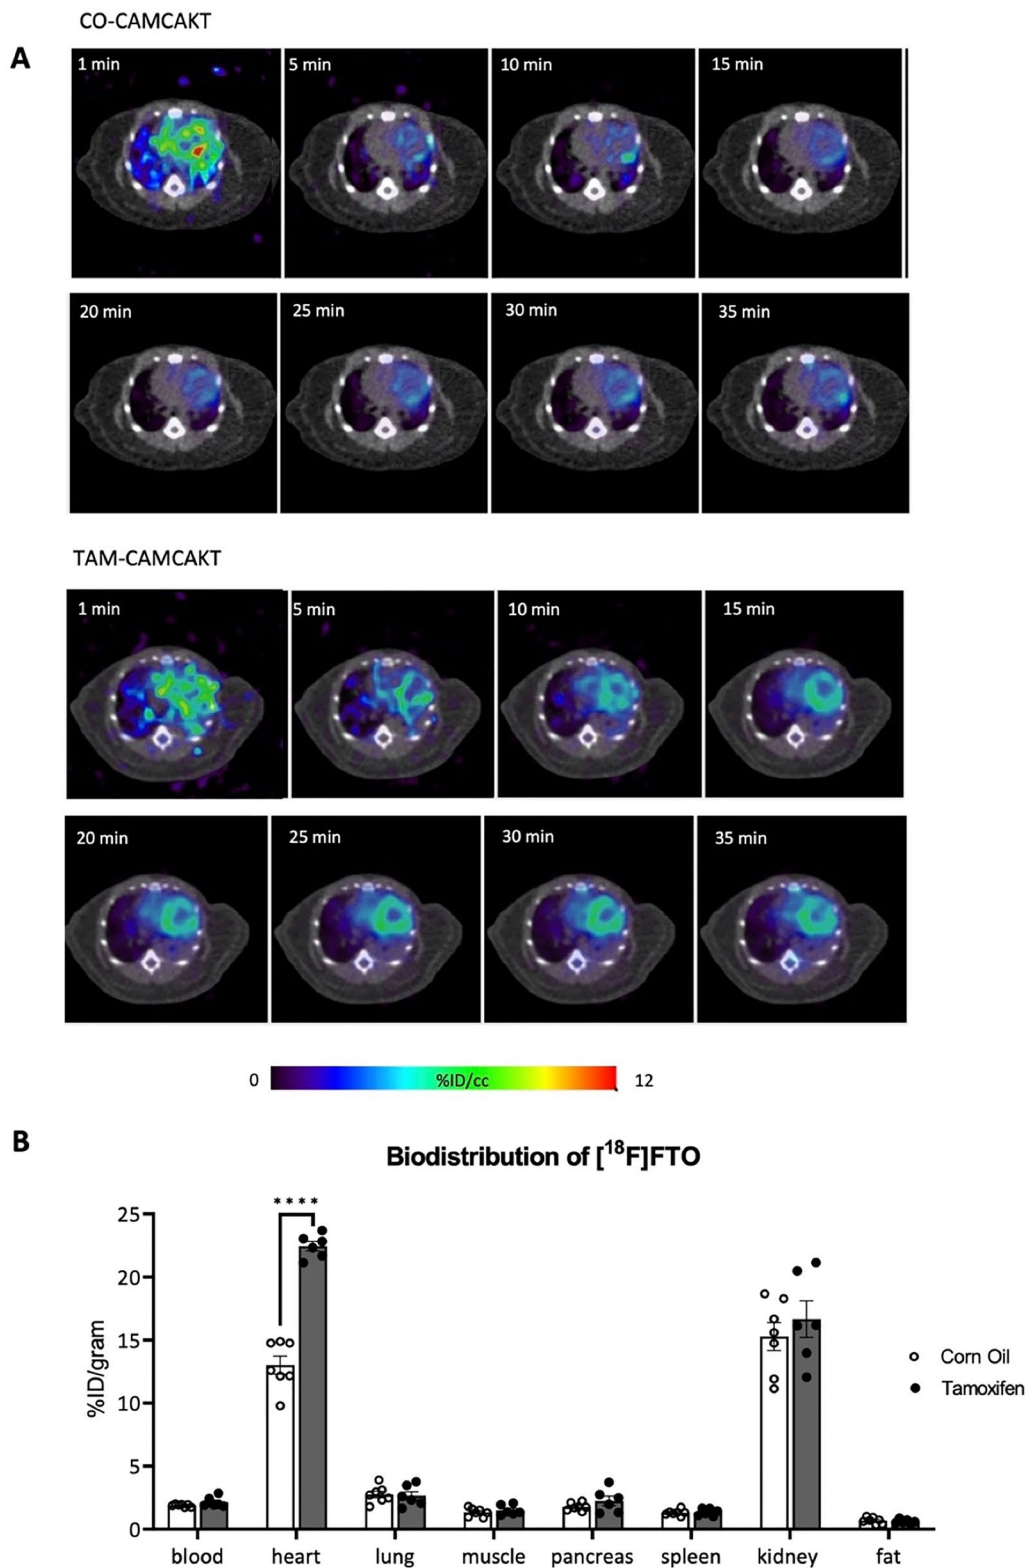 CO-CAMCAKT
A
1 min
5 min
10 min
15 min
20 min
25 min
30 min
35 min
TAM-CAMCAKT
1 min
5 min
10 min
15 min
20 min
25 min
30 min
35 min
0
%ID/cc
12
B
Biodistribution of [18F]FTO
****
25
20
15
10
5
0
%ID/gram
Corn Oil
Tamoxifen
blood
heart
lung
muscle
pancreas
spleen
kidney
fat